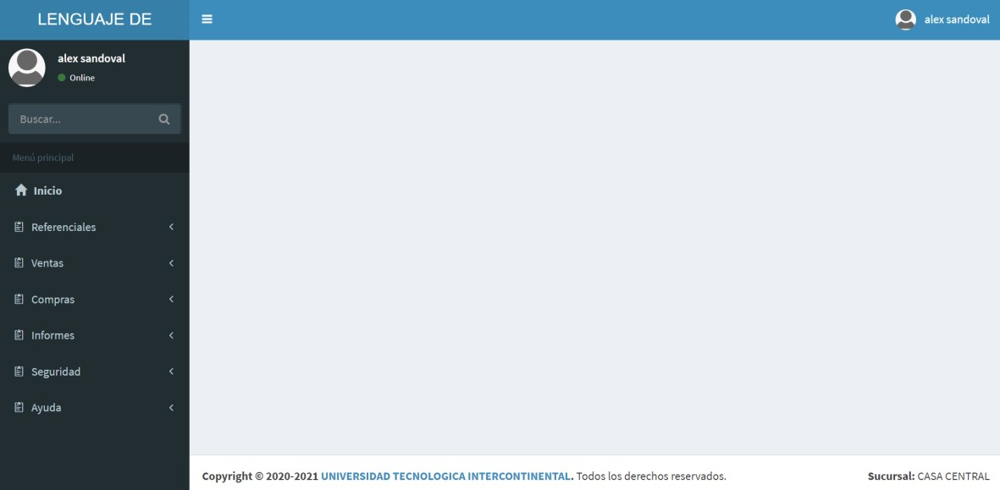 LENGUAJE DE
alex sandoval
alex sandoval
Online
Buscar...
Menú principal
Inicio
Referenciales
Ventas
Compras
Informes
Seguridad
Ayuda
Copyright © 2020-2021 UNIVERSIDAD TECNOLOGICA INTERCONTINENTAL. Todos los derechos reservados.
Sucursal: CASA CENTRAL